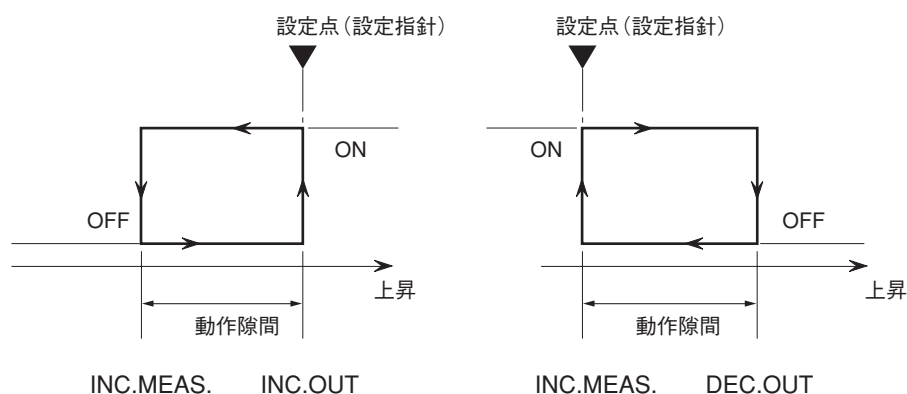 設定点（設定指針）
ON
OFF
上昇
動作隙間
INC.MEAS. INC.OUT
設定点（設定指針）
ON
OFF
上昇
動作隙間
INC.MEAS. DEC.OUT